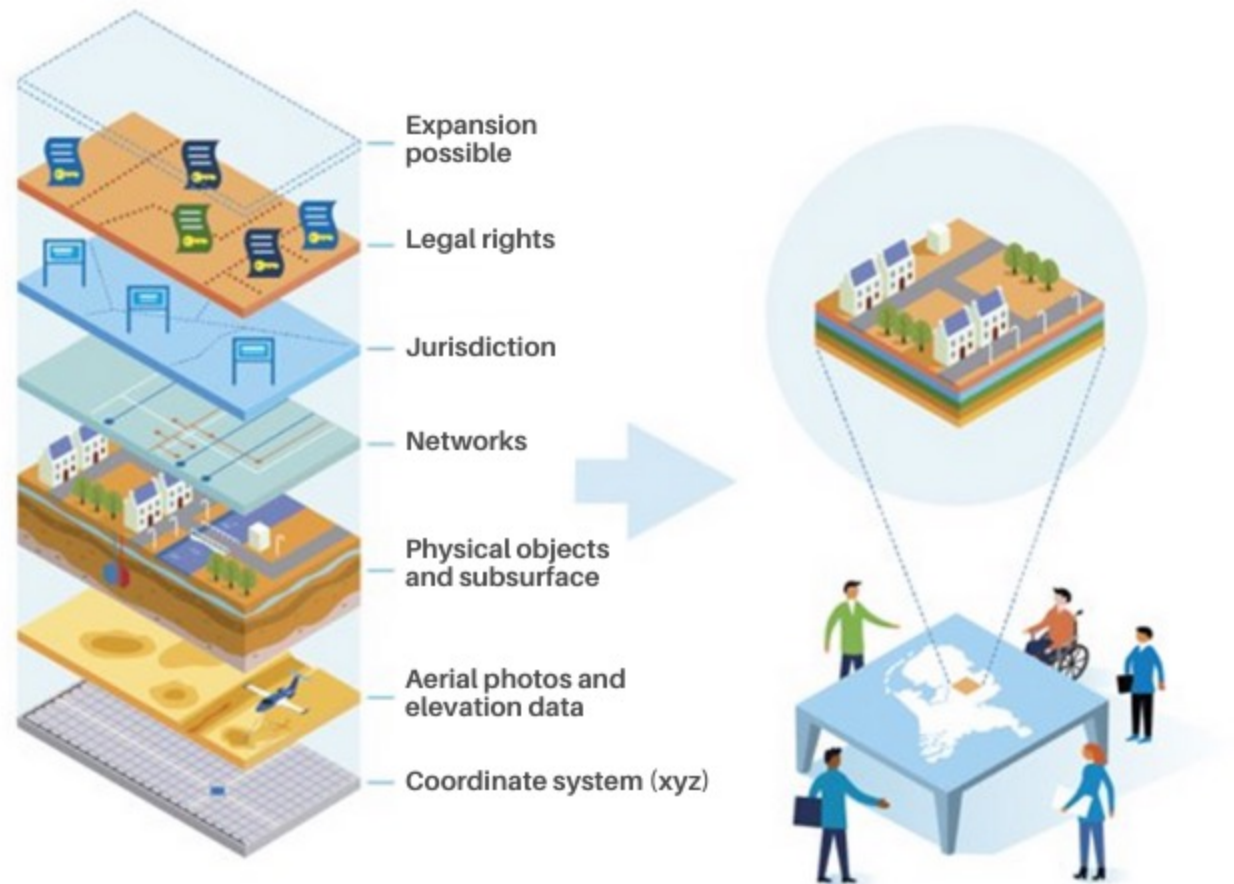 Expansion
possible
Legal rights
Jurisdiction
Networks
Physical objects
and subsurface
Aerial photos and
elevation data
Coordinate system (xyz)